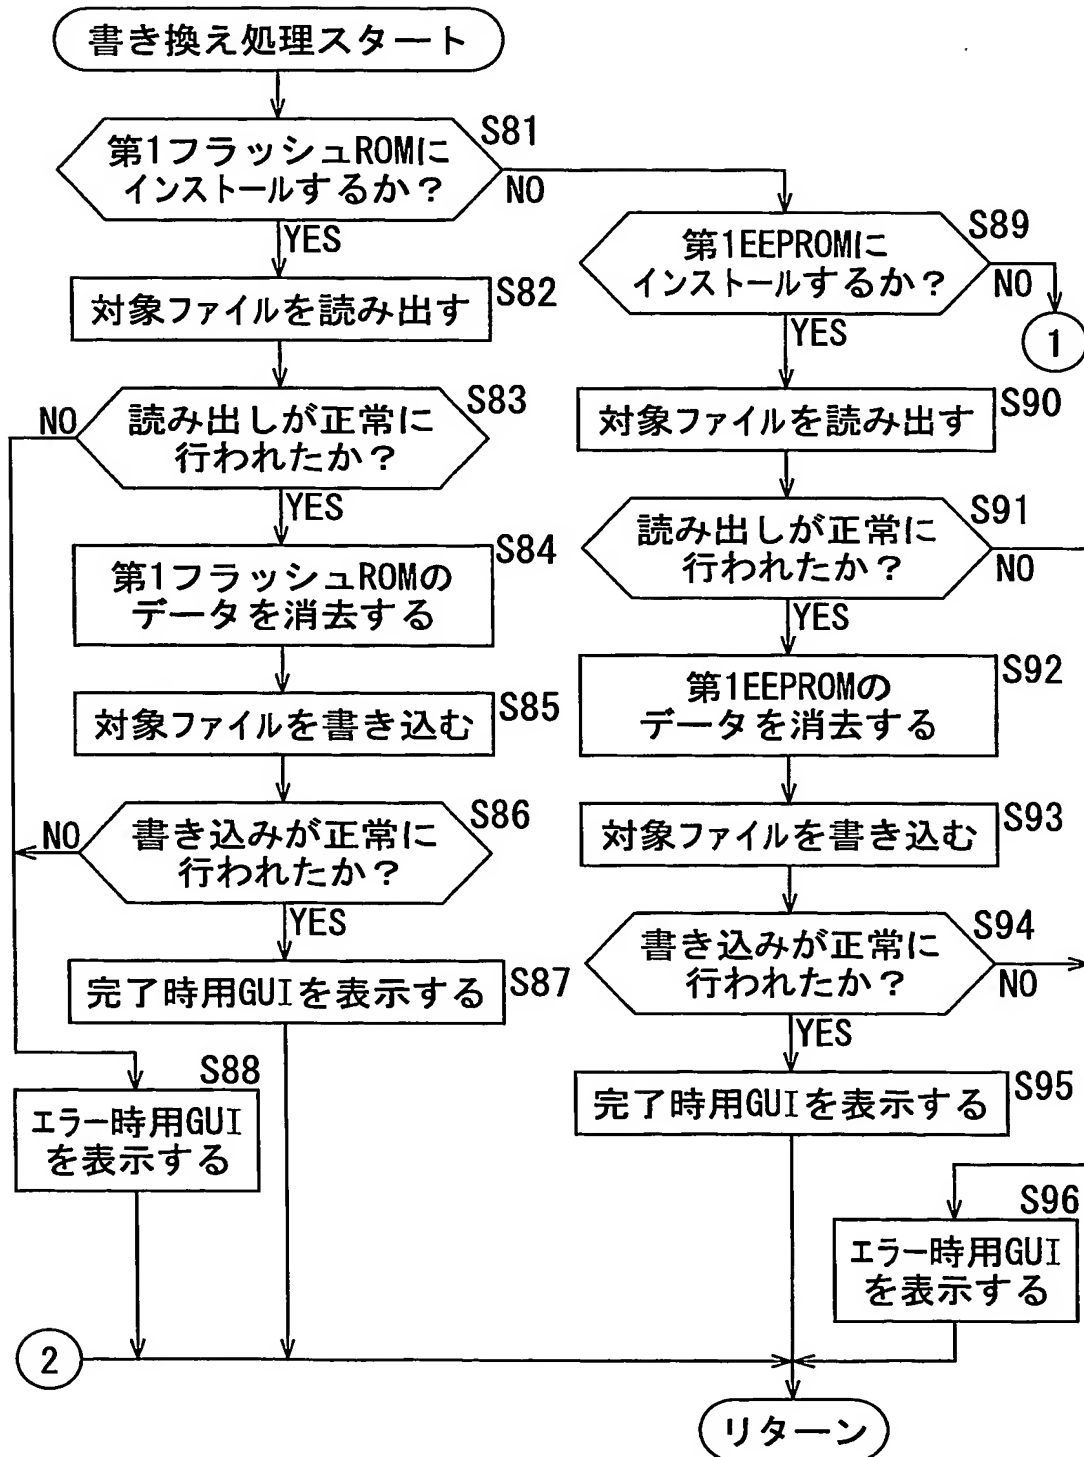 書き換え処理スタート
第1フラッシュROMに
インストールするか?
S81
NO
YES
対象ファイルを読み出す
S82
読み出しが正常に
行われたか?
S83
NO
YES
第1フラッシュROMの
データを消去する
S84
対象ファイルを書き込む
S85
書き込みが正常に
行われたか?
S86
NO
YES
完了時用GUIを表示する
S87
S88
エラー時用GUI
を表示する
2
第1EEPROMに
インストールするか?
S89
NO
1
YES
対象ファイルを読み出す
S90
読み出しが正常に
行われたか?
S91
NO
YES
第1EEPROMの
データを消去する
S92
対象ファイルを書き込む
S93
書き込みが正常に
行われたか?
S94
NO
YES
完了時用GUIを表示する
S95
S96
エラー時用GUI
を表示する
リターン